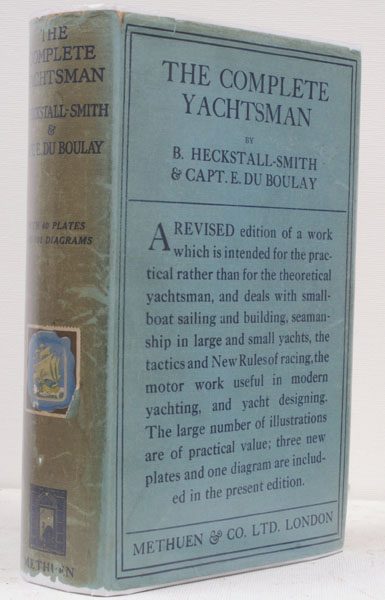 THE
COMPLETE
YACHTSMAN
HECKSTALL-SMITH
&
CAPT. E. DU BOULAY
PLATES
DIAGRAMS
METHUEN
THE COMPLETE
YACHTSMAN
BY
B. HECKSTALL-SMITH
& CAPT. E. DU BOULAY
A REVISED edition of a work
which is intended for the prac-
tical rather than for the theoretical
yachtsman, and deals with small-
boat sailing and building, seaman-
ship in large and small yachts, the
tactics and New Rules of racing, the
motor work useful in modern
yachting, and yacht designing.
The large number of illustrations
are of practical value; three new
plates and one diagram are includ-
ed in the present edition.
METHUEN & CO. LTD. LONDON